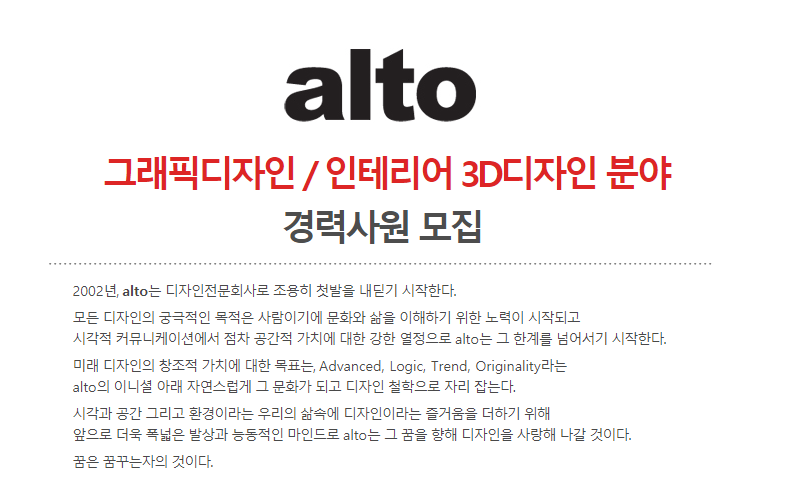 alto
그래픽디자인 / 인테리어 3D디자인 분야
경력사원 모집
2002년, alto는 디자인전문회사로 조용히 첫발을 내딛기 시작한다.
모든 디자인의 궁극적인 목적은 사람이기에 문화와 삶을 이해하기 위한 노력이 시작되고
시각적 커뮤니케이션에서 점차 공간적 가치에 대한 강한 열정으로 alto는 그 한계를 넘어서기 시작한다.
미래 디자인의 창조적 가치에 대한 목표는, Advanced, Logic, Trend, Originality라는
alto의 이니셜 아래 자연스럽게 그 문화가 되고 디자인 철학으로 자리 잡는다.
시각과 공간 그리고 환경이라는 우리의 삶속에 디자인이라는 즐거움을 더하기 위해
앞으로 더욱 폭넓은 발상과 능동적인 마인드로 alto는 그 꿈을 향해 디자인을 사랑해 나갈 것이다.
꿈은 꿈꾸는자의 것이다.